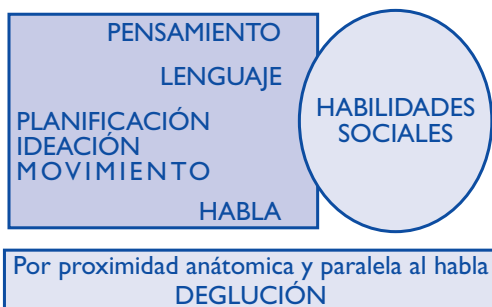 PENSAMIENTO
LENGUAJE
PLANIFICACIÓN
IDEACIÓN
MOVIMIENTO
HABLA
HABILIDADES
SOCIALES
Por proximidad anátomica y paralela al habla
DEGLUCIÓN